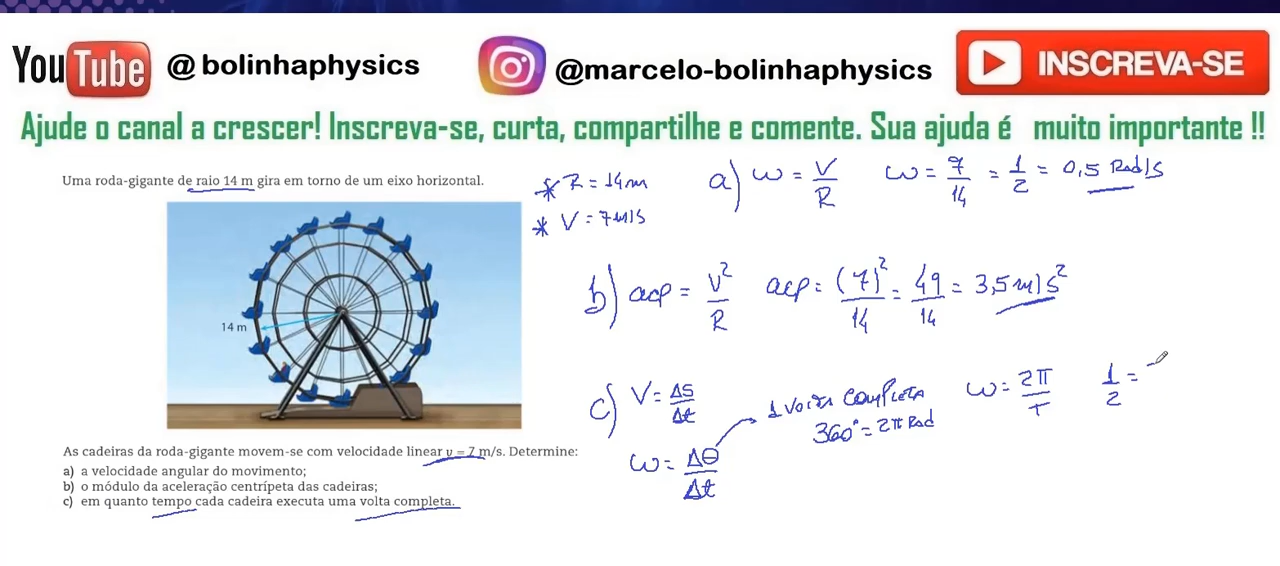 YouTube @bolinhaphysics @marcelo-bolinhaphysics INSCREVA-SE
Ajude o canal a crescer! Inscreva-se, curta, compartilhe e comente. Sua ajuda é muito importante !!
Uma roda-gigante de raio 14 m gira em torno de um eixo horizontal.
14 m
As cadeiras da roda-gigante movem-se com velocidade linear v = 7 m/s. Determine:
a) a velocidade angular do movimento;
b) o módulo da aceleração centrípeta das cadeiras;
c) em quanto tempo cada cadeira executa uma volta completa.
* R = 14m
* V = 7m/s
a) ω = V/R ω = 7/14 = 1/2 = 0,5 Rad/s
b) acp = V²/R acp = (7)²/14 = 49/14 = 3,5 m/s²
c) V = ΔS/Δt
ω = Δθ/Δt
1 VOLTA COMPLETA
360° = 2π Rad
ω = 2π/T 1/2 =